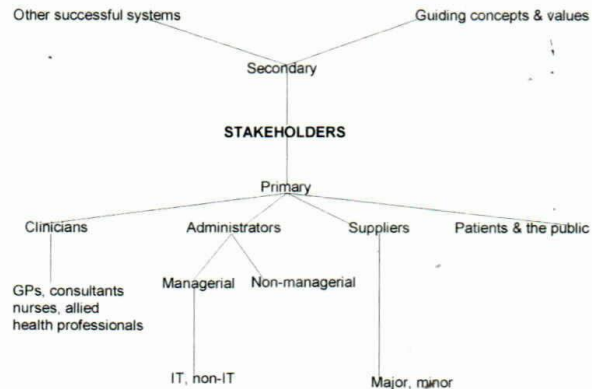 Other successful systems
Guiding concepts & values
Secondary
STAKEHOLDERS
Primary
Clinicians
Administrators
Suppliers
Patients & the public
GPs, consultants
nurses, allied
health professionals
Managerial
Non-managerial
IT, non-IT
Major, minor